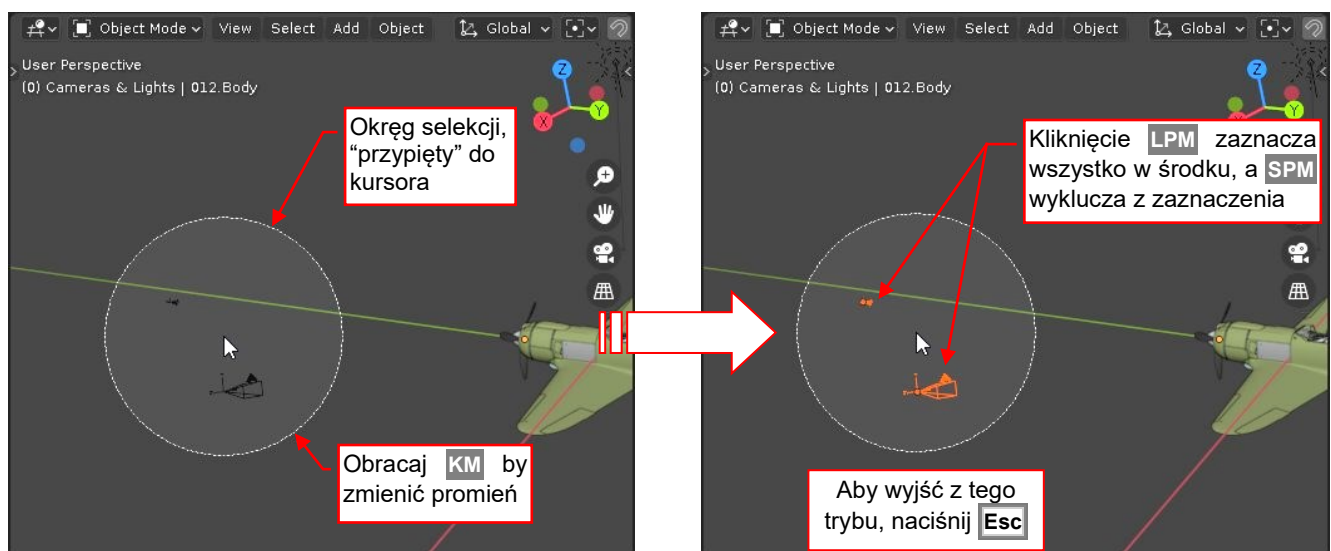 Object Mode View Select Add Object Global
User Perspective
(0) Cameras & Lights | 012.Body
Z
Y
X
Okręg selekcji,
“przypięty” do
kursora
Obracaj KM by
zmienić promień
Object Mode View Select Add Object Global
User Perspective
(0) Cameras & Lights | 012.Body
Z
Y
X
Kliknięcie LPM zaznacza
wszystko w środku, a SPM
wyklucza z zaznaczenia
Aby wyjść z tego
trybu, naciśnij Esc